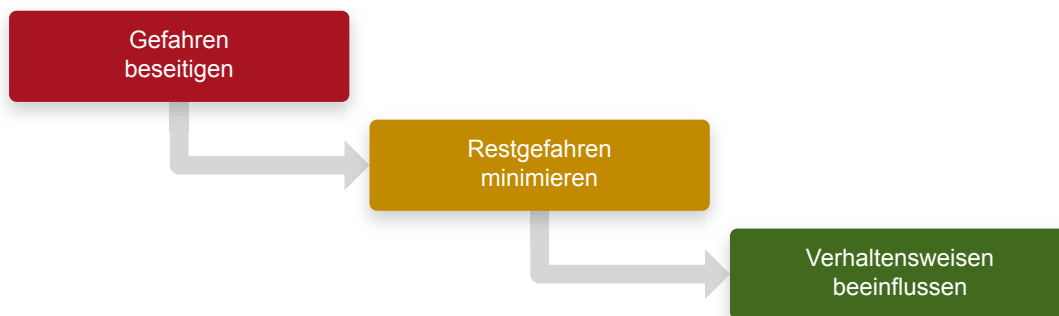 Gefahren
beseitigen
Restgefahren
minimieren
Verhaltensweisen
beeinflussen